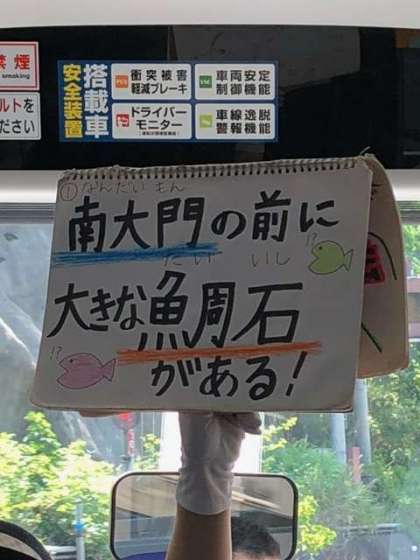 禁煙
smoking
ルトを
ださい
安全装置
搭載車
衝突被害
軽減ブレーキ
車両安定
制御機能
ドライバー
モニター
車線逸脱
警報機能
①なんだいもん
南大門の前に
たい いし
!?
大きな魚周石
!?
がある!